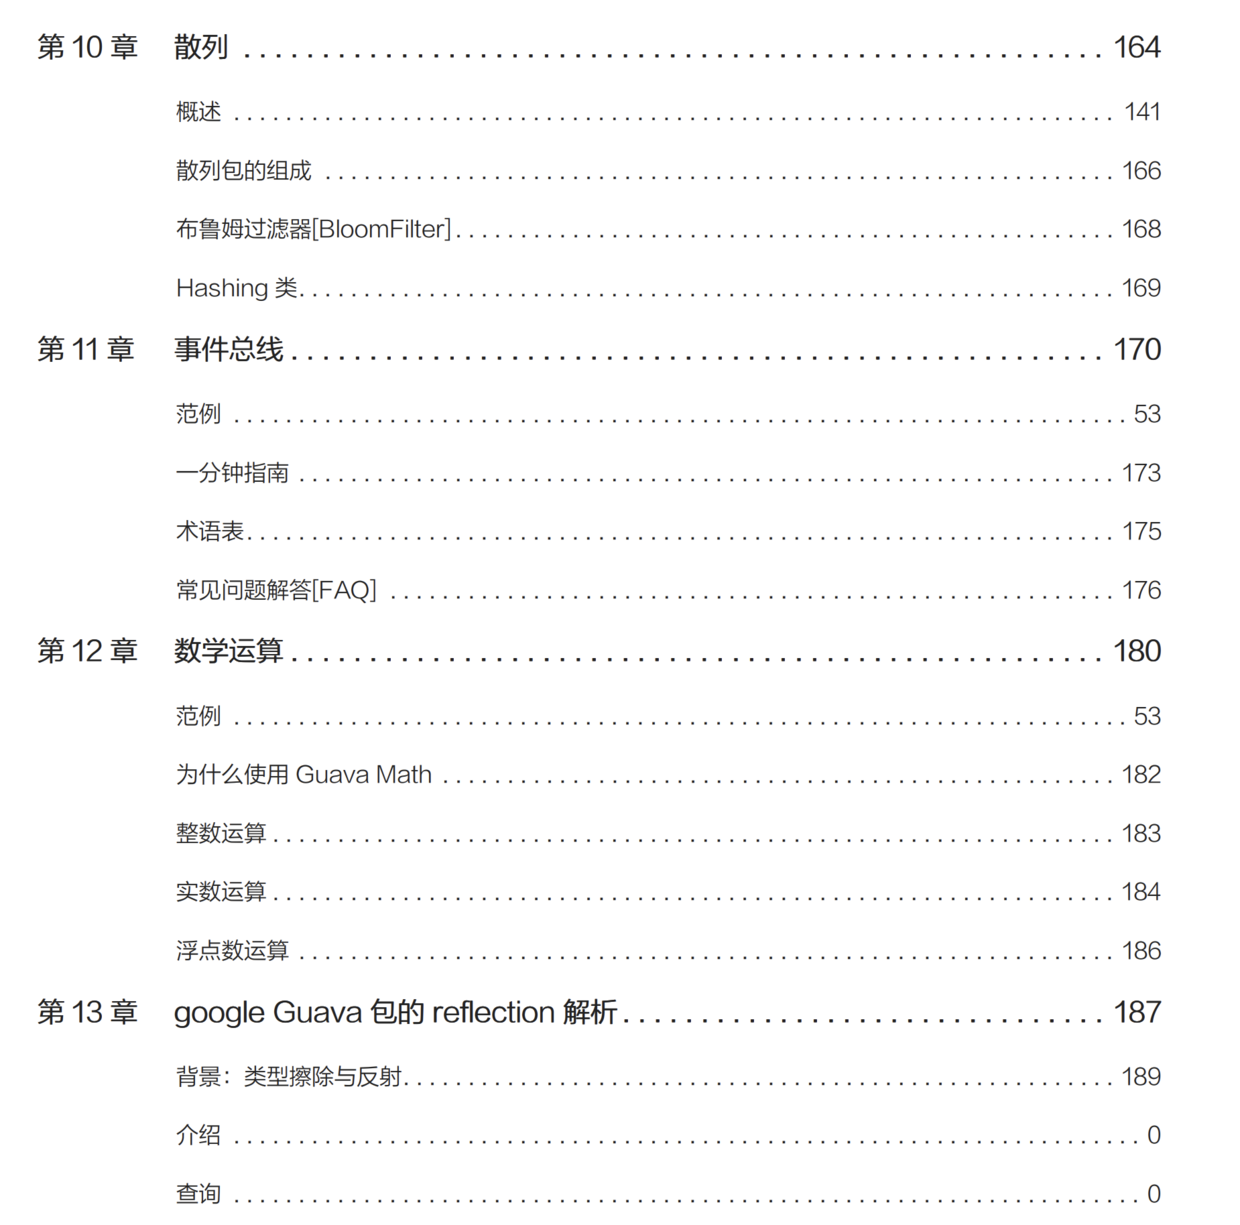 第 10 章 散列 . . . . . . . . . . . . . . . . . . . . . . . . . . . . . . . . . . . . . . . . . . . . . . . . . . . . . . . 164
概述 . . . . . . . . . . . . . . . . . . . . . . . . . . . . . . . . . . . . . . . . . . . . . . . . . . . . . . . . . . . . . . . . . . . . 141
散列包的组成 . . . . . . . . . . . . . . . . . . . . . . . . . . . . . . . . . . . . . . . . . . . . . . . . . . . . . . . . . . . . . 166
布鲁姆过滤器[BloomFilter]. . . . . . . . . . . . . . . . . . . . . . . . . . . . . . . . . . . . . . . . . . . . . . . . . . . 168
Hashing 类. . . . . . . . . . . . . . . . . . . . . . . . . . . . . . . . . . . . . . . . . . . . . . . . . . . . . . . . . . . . . . . 169
第 11 章 事件总线 . . . . . . . . . . . . . . . . . . . . . . . . . . . . . . . . . . . . . . . . . . . . . . . . . . . . 170
范例 . . . . . . . . . . . . . . . . . . . . . . . . . . . . . . . . . . . . . . . . . . . . . . . . . . . . . . . . . . . . . . . . . . . . . 53
一分钟指南 . . . . . . . . . . . . . . . . . . . . . . . . . . . . . . . . . . . . . . . . . . . . . . . . . . . . . . . . . . . . . . . 173
术语表. . . . . . . . . . . . . . . . . . . . . . . . . . . . . . . . . . . . . . . . . . . . . . . . . . . . . . . . . . . . . . . . . . . 175
常见问题解答[FAQ] . . . . . . . . . . . . . . . . . . . . . . . . . . . . . . . . . . . . . . . . . . . . . . . . . . . . . . . . 176
第 12 章 数学运算 . . . . . . . . . . . . . . . . . . . . . . . . . . . . . . . . . . . . . . . . . . . . . . . . . . . . 180
范例 . . . . . . . . . . . . . . . . . . . . . . . . . . . . . . . . . . . . . . . . . . . . . . . . . . . . . . . . . . . . . . . . . . . . . 53
为什么使用 Guava Math . . . . . . . . . . . . . . . . . . . . . . . . . . . . . . . . . . . . . . . . . . . . . . . . . . . . 182
整数运算 . . . . . . . . . . . . . . . . . . . . . . . . . . . . . . . . . . . . . . . . . . . . . . . . . . . . . . . . . . . . . . . . . 183
实数运算 . . . . . . . . . . . . . . . . . . . . . . . . . . . . . . . . . . . . . . . . . . . . . . . . . . . . . . . . . . . . . . . . . 184
浮点数运算 . . . . . . . . . . . . . . . . . . . . . . . . . . . . . . . . . . . . . . . . . . . . . . . . . . . . . . . . . . . . . . . 186
第 13 章 google Guava 包的 reflection 解析 . . . . . . . . . . . . . . . . . . . . . . . . . . . . . . . 187
背景：类型擦除与反射. . . . . . . . . . . . . . . . . . . . . . . . . . . . . . . . . . . . . . . . . . . . . . . . . . . . . . . 189
介绍 . . . . . . . . . . . . . . . . . . . . . . . . . . . . . . . . . . . . . . . . . . . . . . . . . . . . . . . . . . . . . . . . . . . . . . 0
查询 . . . . . . . . . . . . . . . . . . . . . . . . . . . . . . . . . . . . . . . . . . . . . . . . . . . . . . . . . . . . . . . . . . . . . . 0